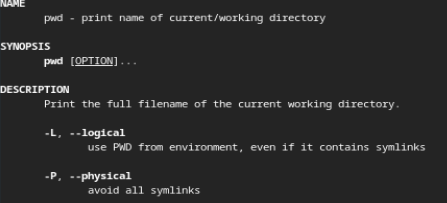 NAME
pwd - print name of current/working directory
SYNOPSIS
pwd [OPTION]...
DESCRIPTION
Print the full filename of the current working directory.
-L, --logical
use PWD from environment, even if it contains symlinks
-P, --physical
avoid all symlinks